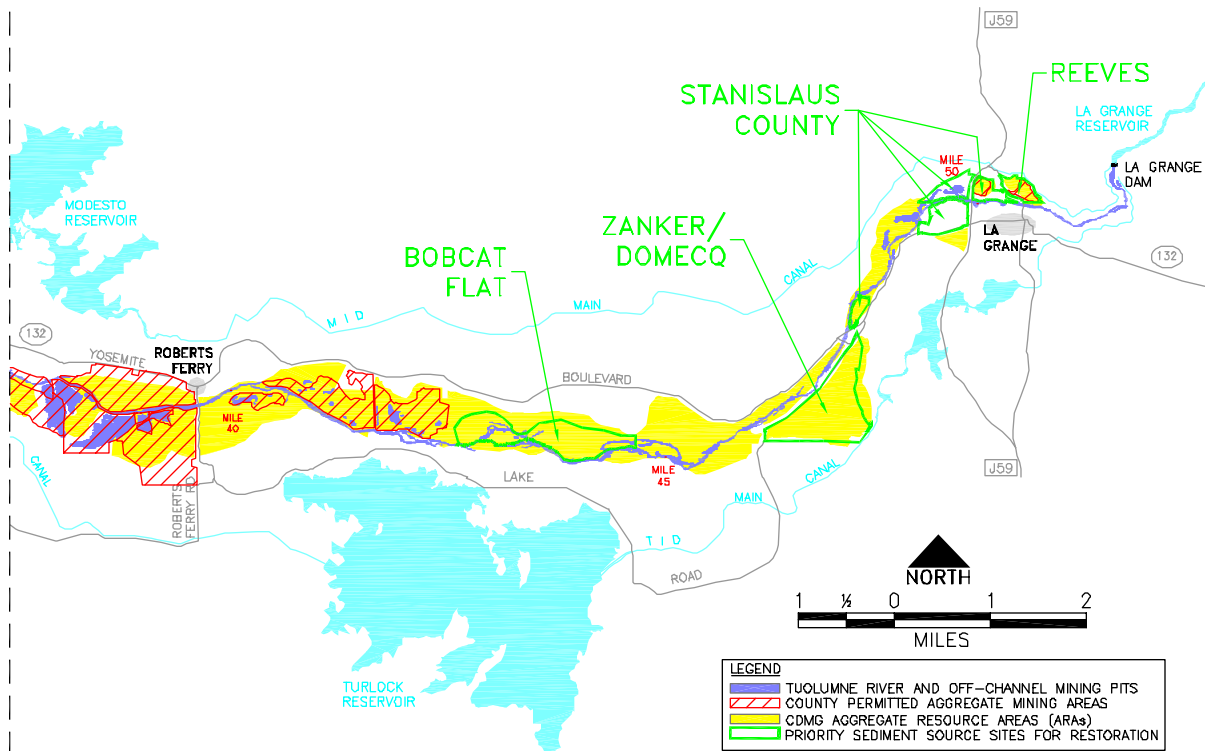 J59
REEVES
STANISLAUS
COUNTY
LA GRANGE
RESERVOIR
MILE
50
LA GRANGE
DAM
MODESTO
RESERVOIR
ZANKER/
DOMECQ
LA
GRANGE
BOBCAT
FLAT
132
CANAL
MAIN
MID
132
YOSEMITE
ROBERTS
FERRY
BOULEVARD
MILE
40
LAKE
MILE
45
CANAL
MAIN
J59
CANAL
ROBERTS
FERRY RD
TID
ROAD
NORTH
1 ½ 0 1 2
MILES
TURLOCK
RESERVOIR
LEGEND
TUOLUMNE RIVER AND OFF-CHANNEL MINING PITS
COUNTY PERMITTED AGGREGATE MINING AREAS
CDMG AGGREGATE RESOURCE AREAS (ARAs)
PRIORITY SEDIMENT SOURCE SITES FOR RESTORATION